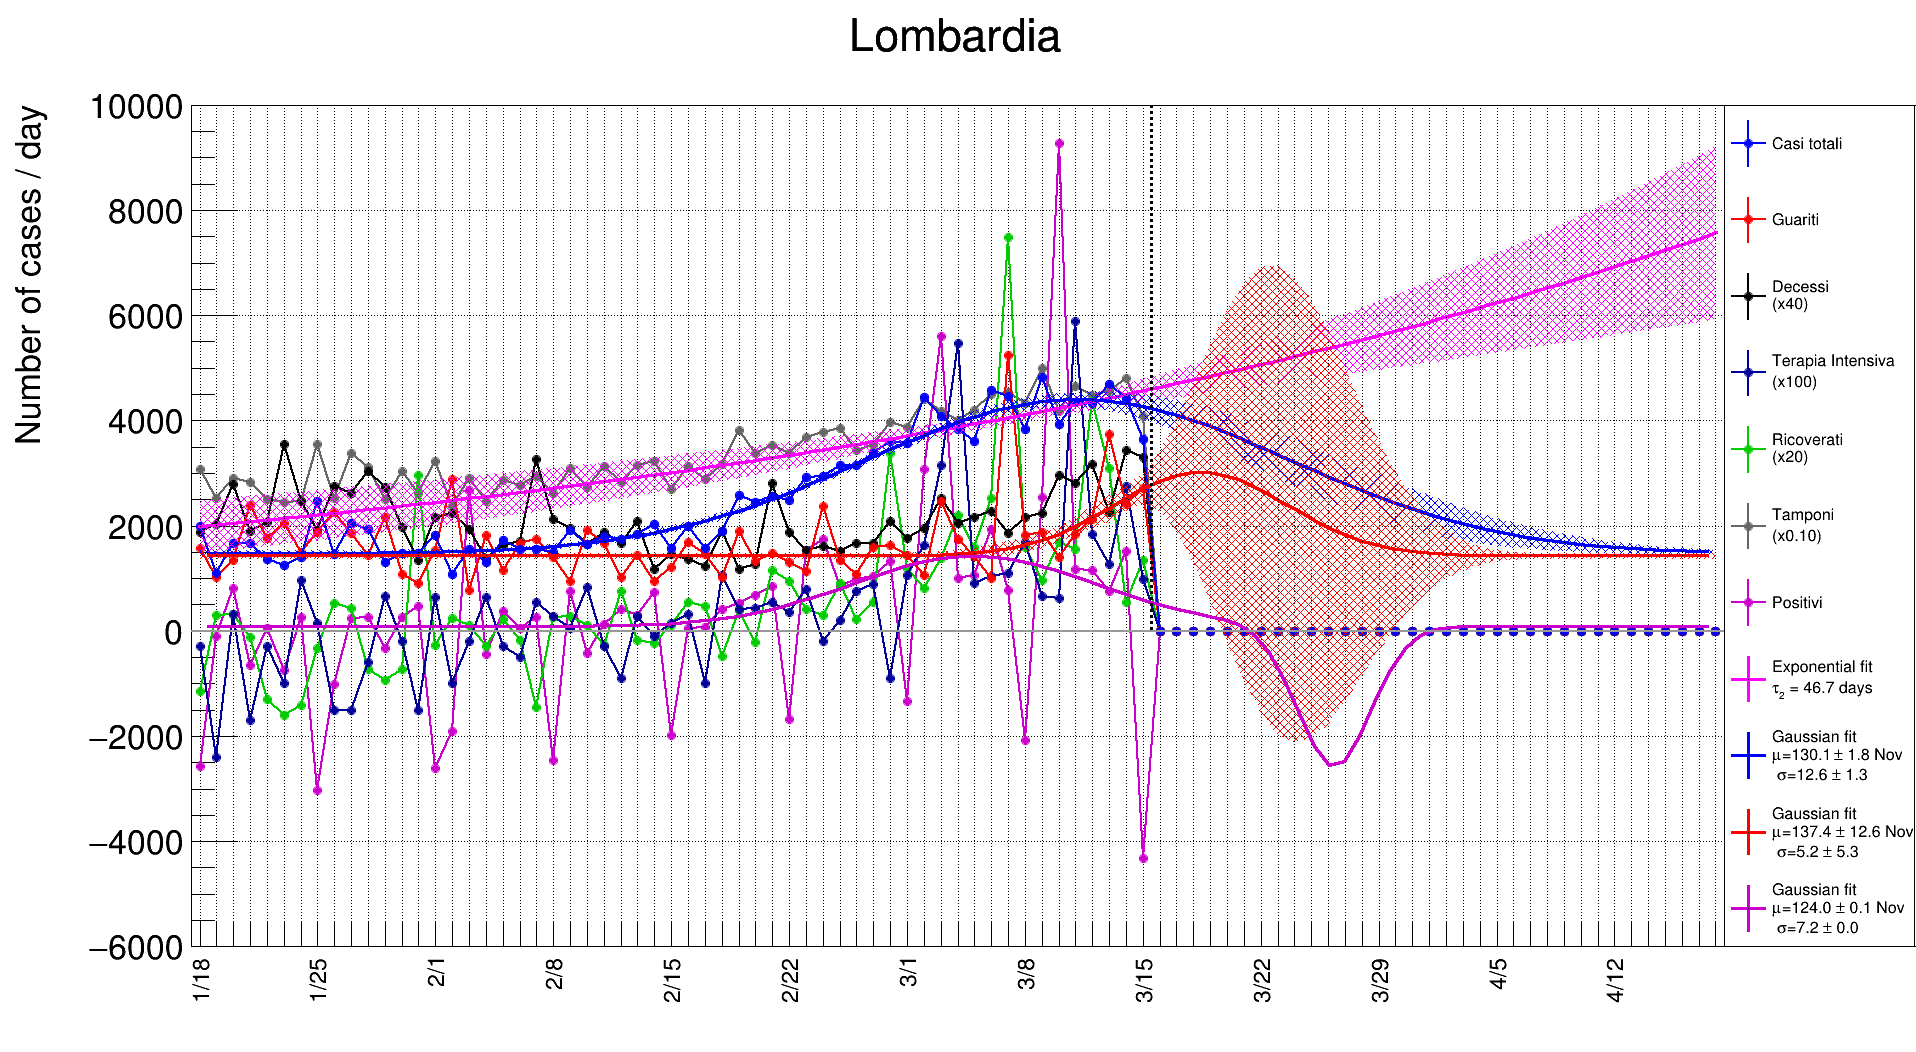 Lombardia
Number of cases / day
10000
8000
6000
4000
2000
0
−2000
−4000
−6000
1/18
1/25
2/1
2/8
2/15
2/22
3/1
3/8
3/15
3/22
3/29
4/5
4/12
Casi totali
Guariti
Decessi
(x40)
Terapia Intensiva
(x100)
Ricoverati
(x20)
Tamponi
(x0.10)
Positivi
Exponential fit
τ2 = 46.7 days
Gaussian fit
μ=130.1 ± 1.8 Nov
σ=12.6 ± 1.3
Gaussian fit
μ=137.4 ± 12.6 Nov
σ=5.2 ± 5.3
Gaussian fit
μ=124.0 ± 0.1 Nov
σ=7.2 ± 0.0